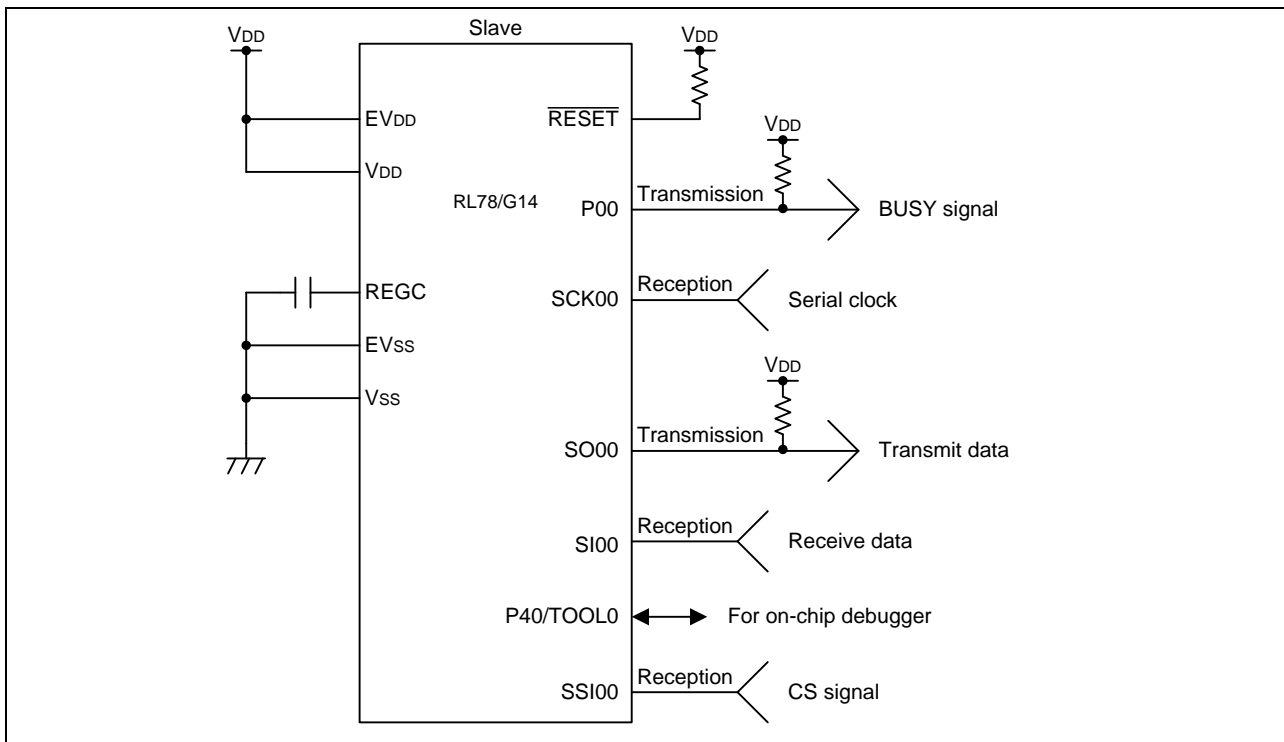 Slave
VDD
VDD
EVDD
RESET
VDD
VDD
RL78/G14
P00
Transmission
BUSY signal
REGC
SCK00
Reception
Serial clock
EVSS
VDD
VSS
SO00
Transmission
Transmit data
SI00
Reception
Receive data
P40/TOOL0
For on-chip debugger
SSI00
Reception
CS signal